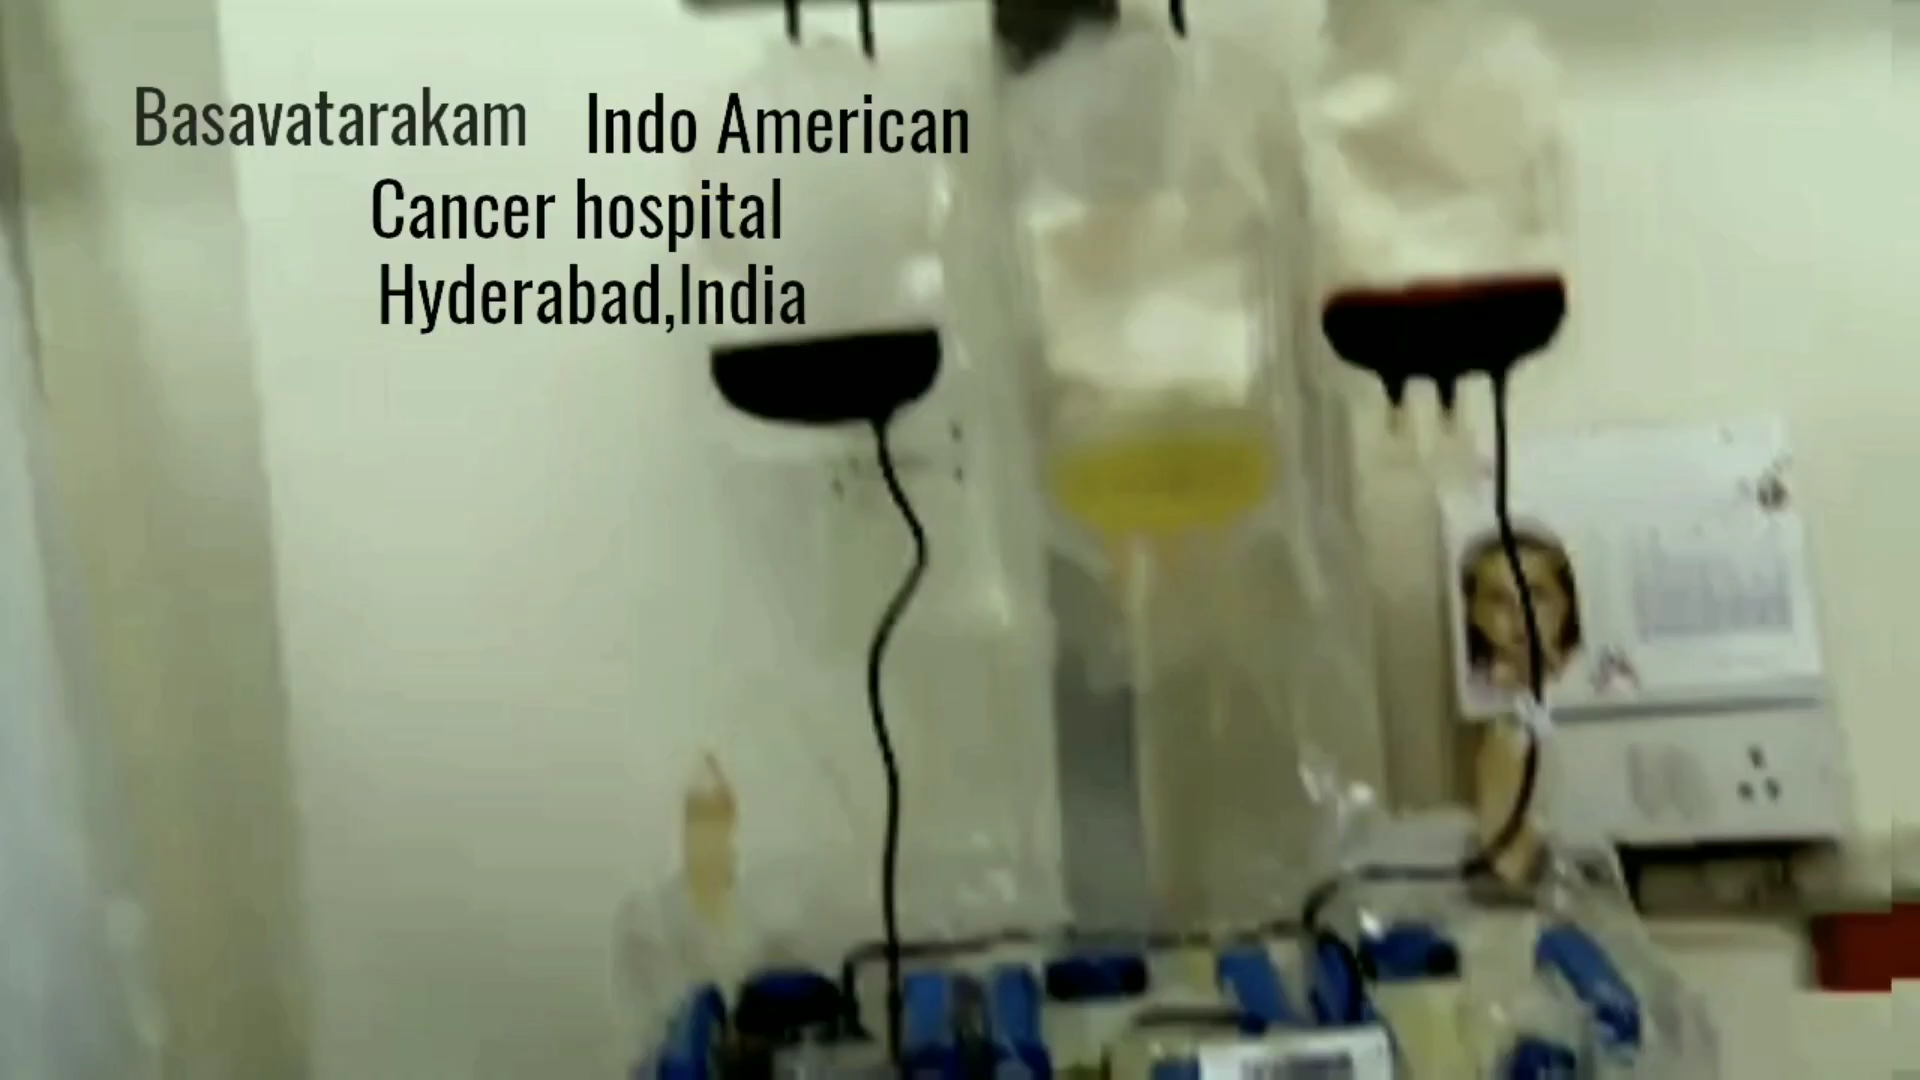 Basavatarakam Indo American
Cancer hospital
Hyderabad,India